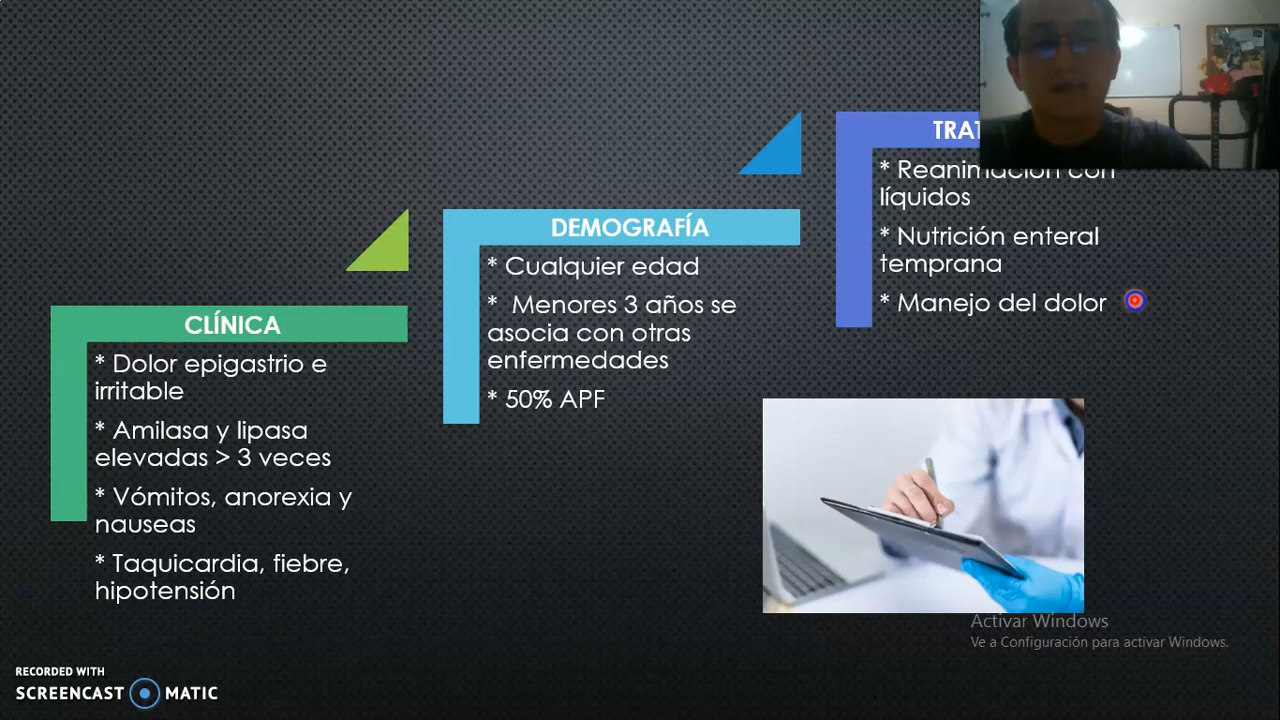 CLÍNICA
* Dolor epigastrio e
irritable
* Amilasa y lipasa
elevadas > 3 veces
* Vómitos, anorexia y
nauseas
* Taquicardia, fiebre,
hipotensión
DEMOGRAFÍA
* Cualquier edad
* Menores 3 años se
asocia con otras
enfermedades
* 50% APF
* Reanimación con
líquidos
* Nutrición enteral
temprana
* Manejo del dolor
Activar Windows
Ve a Configuración para activar Windows.
RECORDED WITH
SCREENCAST MATIC